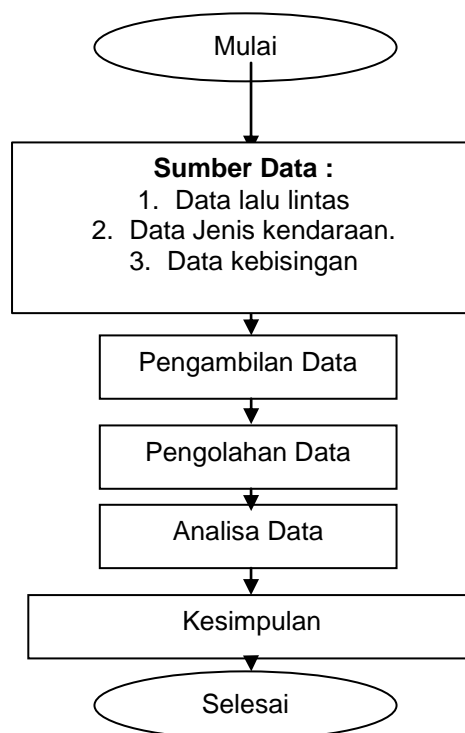 Mulai
Sumber Data :
1. Data lalu lintas
2. Data Jenis kendaraan.
3. Data kebisingan
Pengambilan Data
Pengolahan Data
Analisa Data
Kesimpulan
Selesai